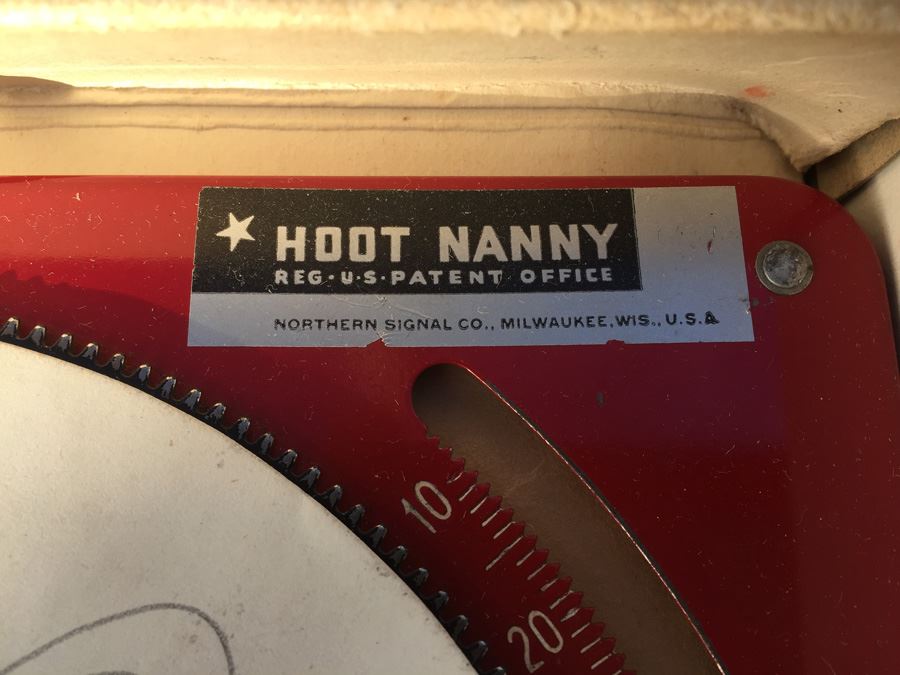 HOOT NANNY
REG·U·S·PATENT OFFICE
NORTHERN SIGNAL CO., MILWAUKEE, WIS., U.S.A
10
20